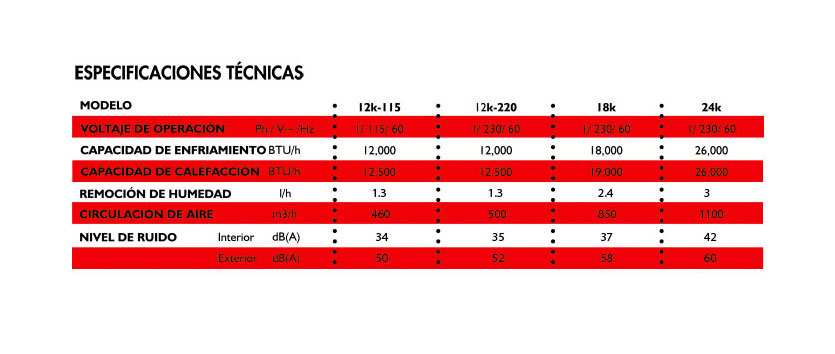 ESPECIFICACIONES TÉCNICAS
MODELO 12k-115 12k-220 18k 24k
VOLTAJE DE OPERACIÓN Ph / V~ /Hz 1/ 115/ 60 1/ 230/ 60 1/ 230/ 60 1/ 230/ 60
CAPACIDAD DE ENFRIAMIENTO BTU/h 12,000 12,000 18,000 26,000
CAPACIDAD DE CALEFACCIÓN BTU/h 12,500 12,500 19,000 26,000
REMOCIÓN DE HUMEDAD l/h 1.3 1.3 2.4 3
CIRCULACIÓN DE AIRE m3/h 460 500 850 1100
NIVEL DE RUIDO Interior dB(A) 34 35 37 42
Exterior dB(A) 50 52 58 60